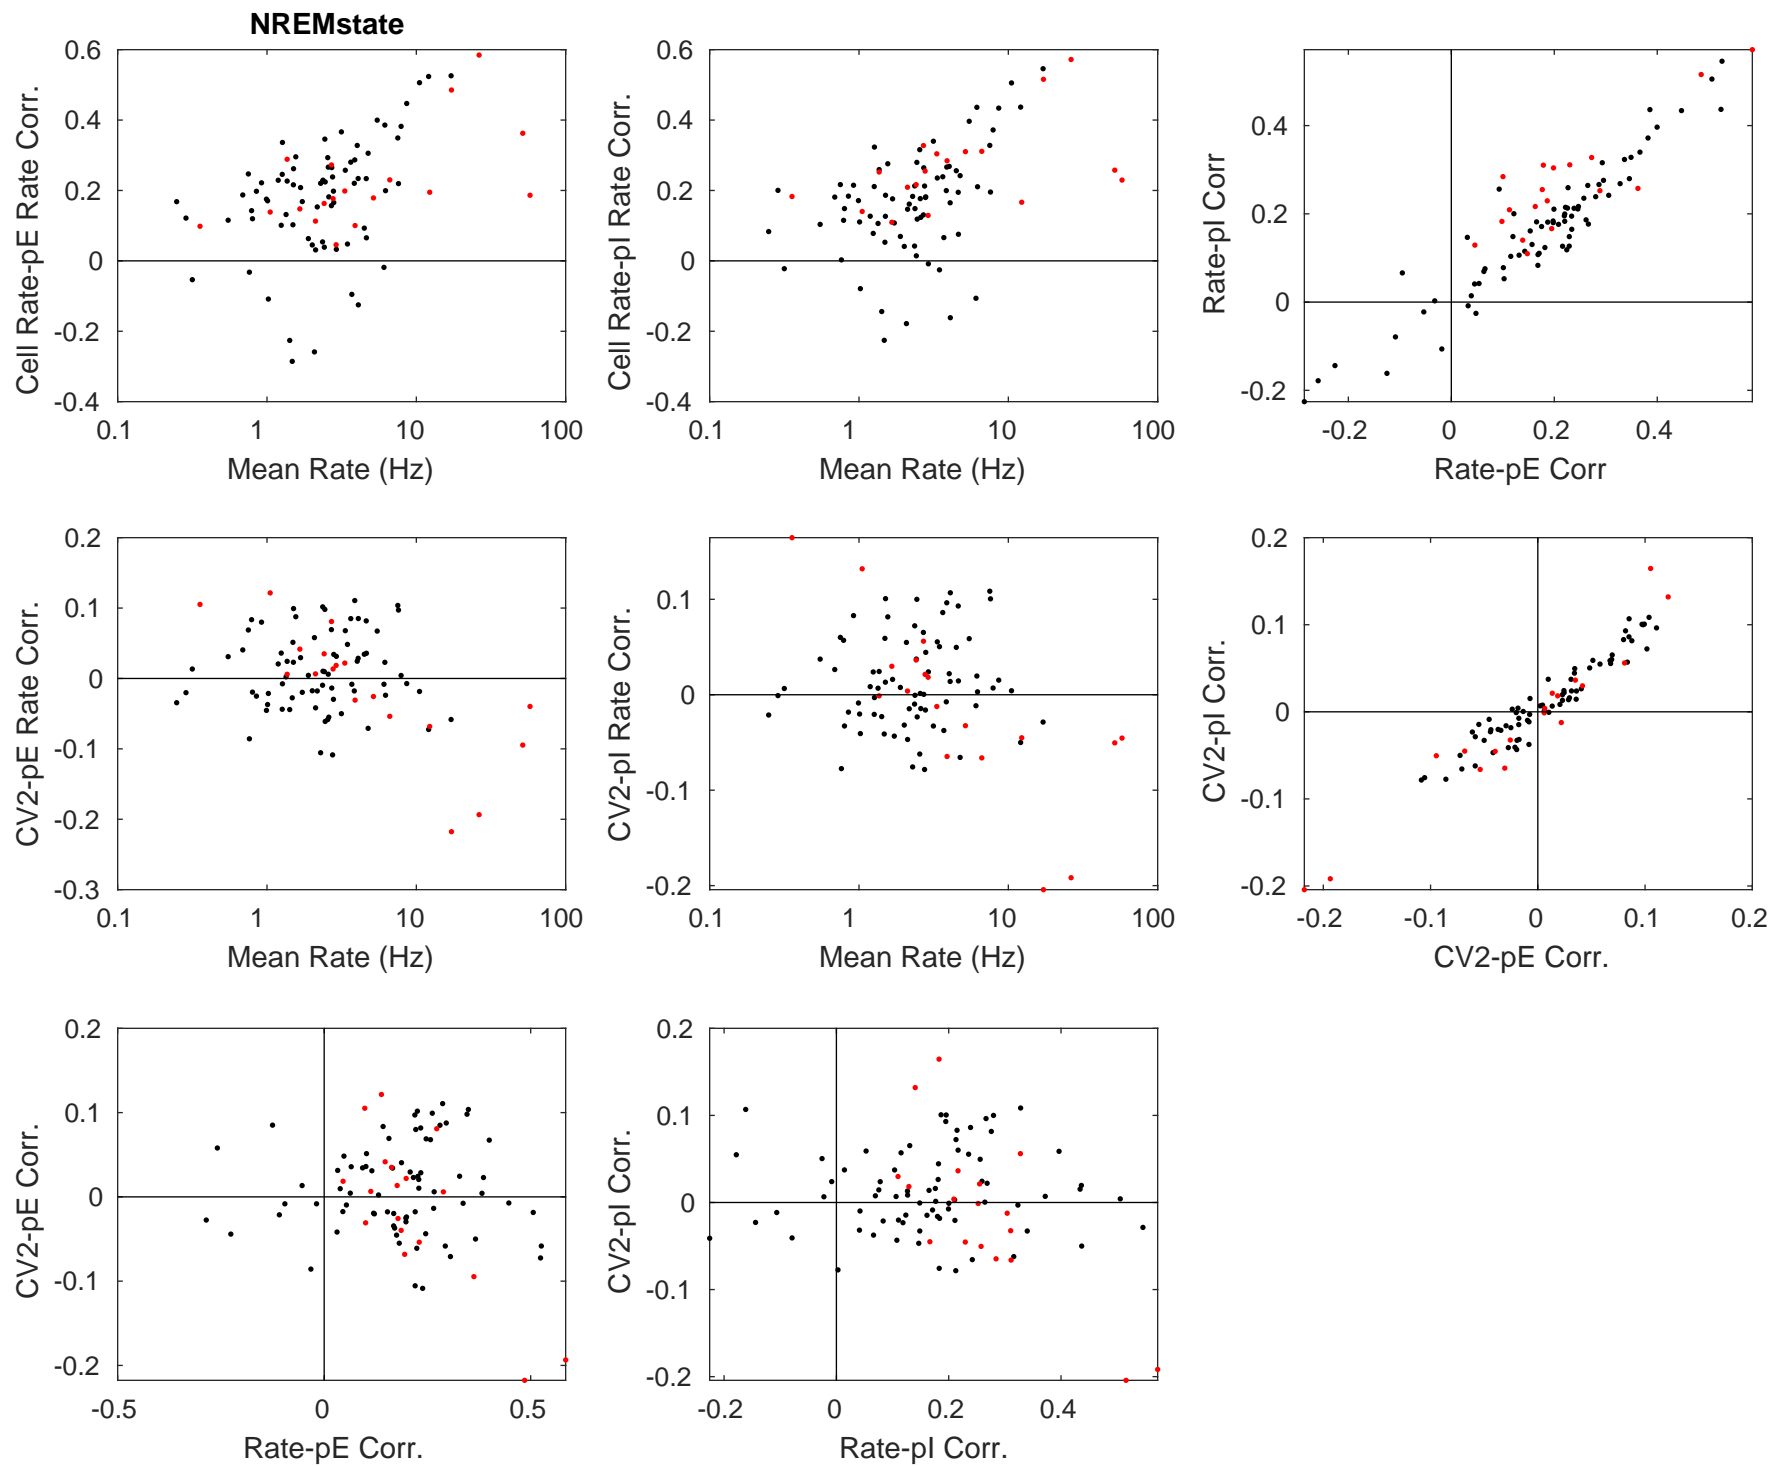 NREMstate
0.6
0.4
0.2
0
-0.2
-0.4
Cell Rate-pE Rate Corr.
0.1 1 10 100
Mean Rate (Hz)
0.6
0.4
0.2
0
-0.2
-0.4
Cell Rate-pI Rate Corr.
0.1 1 10 100
Mean Rate (Hz)
0.4
0.2
0
-0.2
Rate-pI Corr
-0.2 0 0.2 0.4
Rate-pE Corr
0.2
0.1
0
-0.1
-0.2
-0.3
CV2-pE Rate Corr.
0.1 1 10 100
Mean Rate (Hz)
0.1
0
-0.1
-0.2
CV2-pI Rate Corr.
0.1 1 10 100
Mean Rate (Hz)
0.2
0.1
0
-0.1
-0.2
CV2-pI Corr.
-0.2 -0.1 0 0.1 0.2
CV2-pE Corr.
0.2
0.1
0
-0.1
-0.2
CV2-pE Corr.
-0.5 0 0.5
Rate-pE Corr.
0.2
0.1
0
-0.1
-0.2
CV2-pI Corr.
-0.2 0 0.2 0.4
Rate-pI Corr.